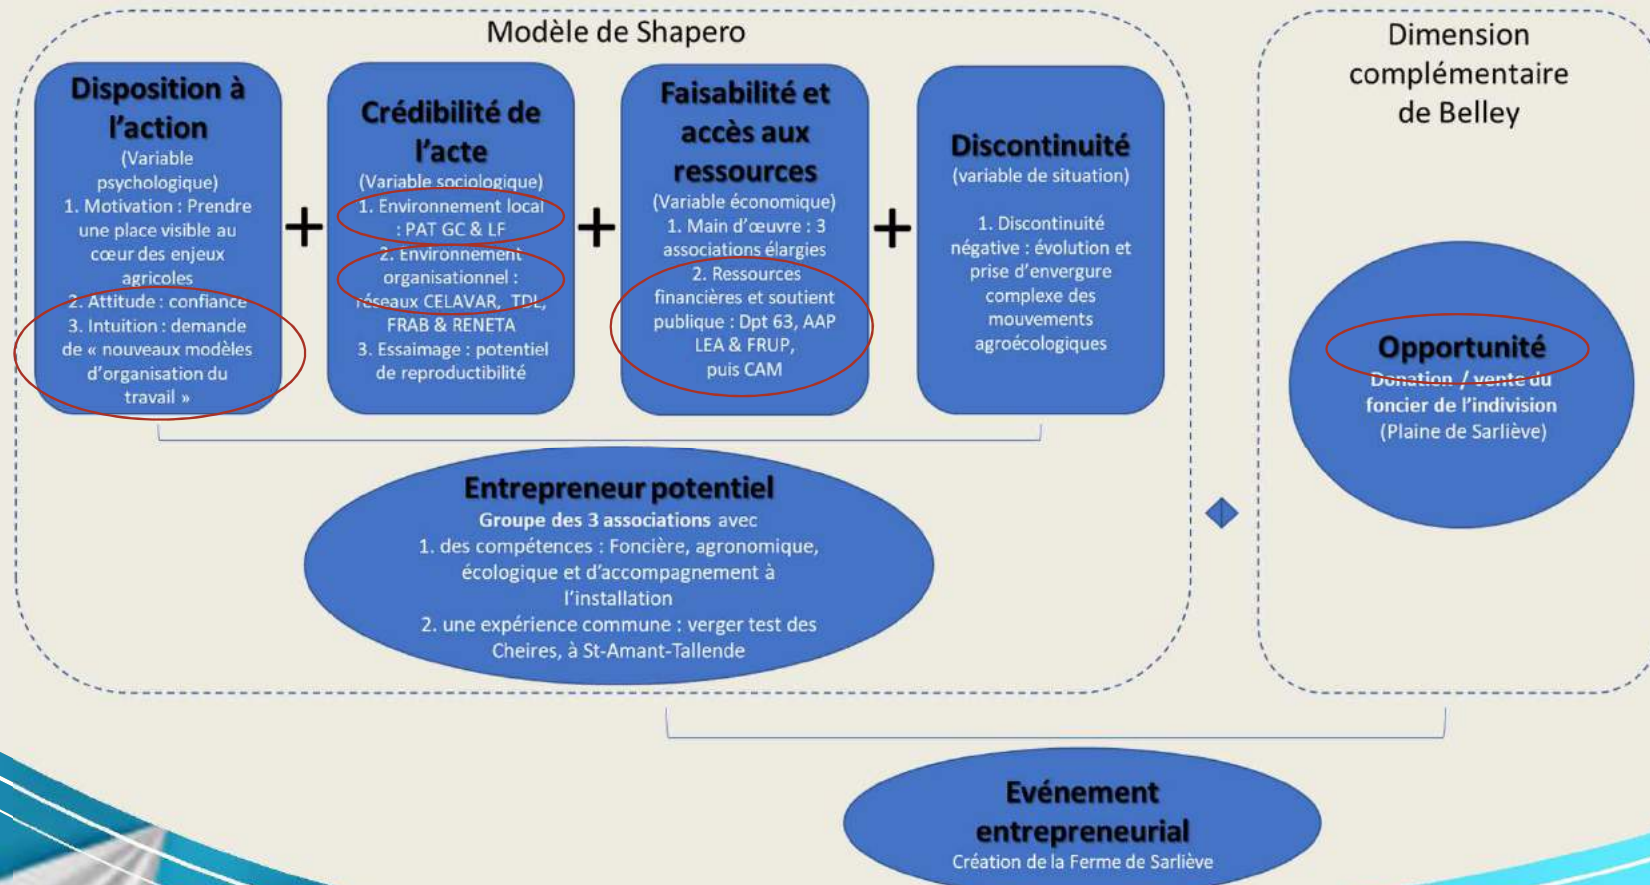 Modèle de Shapero
Disposition à
l'action
(Variable
psychologique)
1. Motivation : Prendre
une place visible au
cœur des enjeux
agricoles
2. Attitude : confiance
3. Intuition : demande
de « nouveaux modèles
d'organisation du
travail »
+
Crédibilité de
l'acte
(Variable sociologique)
1. Environnement local
: PAT GC & LF
2. Environnement
organisationnel :
réseaux CELAVAR, TDL,
FRAB & RENETA
3. Essaimage : potentiel
de reproductibilité
+
Faisabilité et
accès aux
ressources
(Variable économique)
1. Main d'œuvre : 3
associations élargies
2. Ressources
financières et soutient
publique : Dpt 63, AAP
LEA & FRUP,
puis CAM
+
Discontinuité
(variable de situation)
1. Discontinuité
négative : évolution et
prise d'envergure
complexe des
mouvements
agroécologiques
Entrepreneur potentiel
Groupe des 3 associations avec
1. des compétences : Foncière, agronomique,
écologique et d'accompagnement à
l'installation
2. une expérience commune : verger test des
Cheires, à St-Amant-Tallende
Dimension
complémentaire
de Belley
Opportunité
Donation / vente du
foncier de l'indivision
(Plaine de Sarliève)
Evénement
entrepreneurial
Création de la Ferme de Sarliève